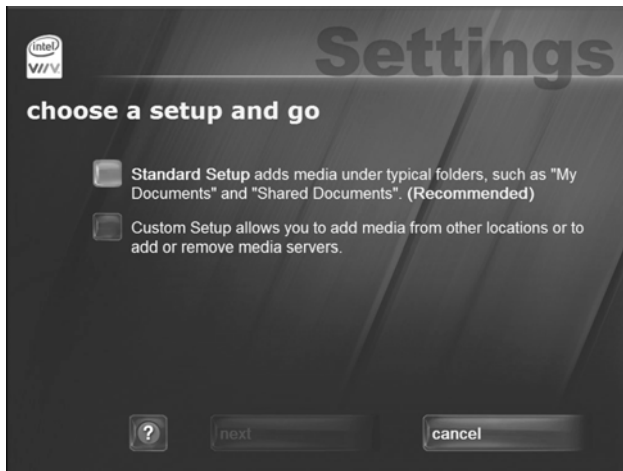 intel
VIIV
Settings
choose a setup and go
Standard Setup adds media under typical folders, such as "My
Documents" and "Shared Documents". (Recommended)
Custom Setup allows you to add media from other locations or to
add or remove media servers.
?
next
cancel